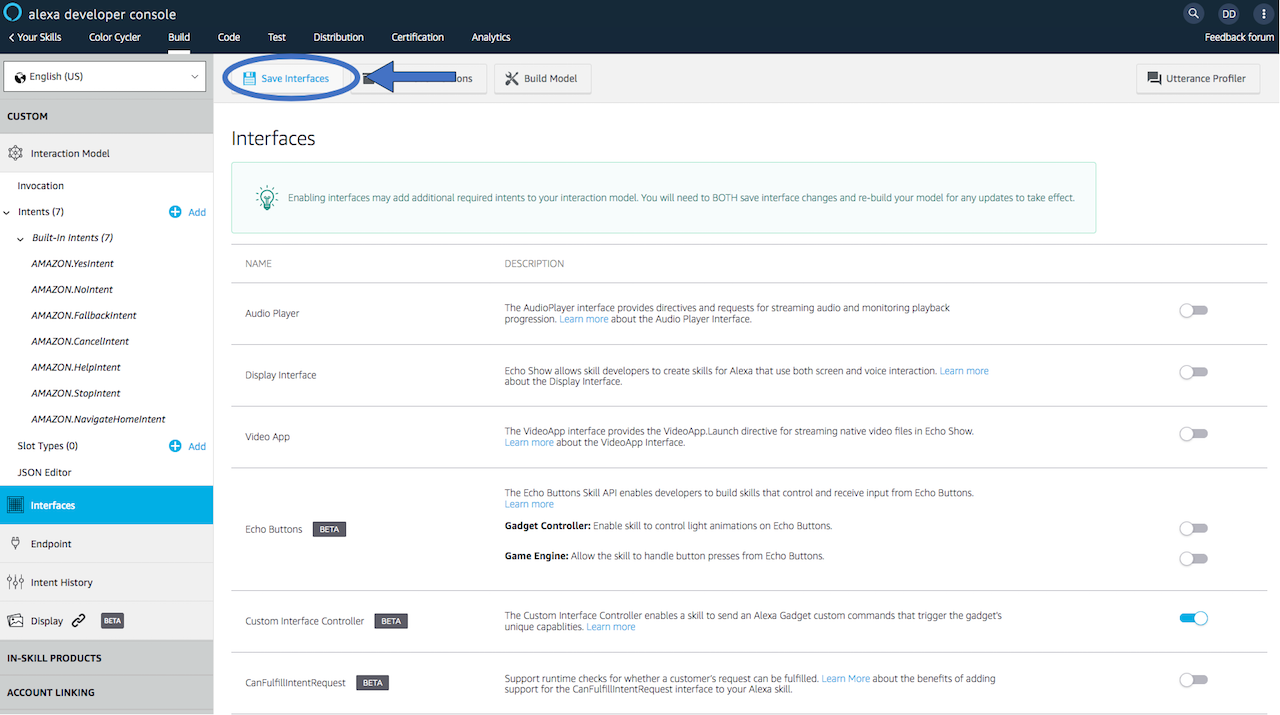 alexa developer console
DD
Your Skills
Color Cycler
Build
Code
Test
Distribution
Certification
Analytics
Feedback forum
English (US)
Save Interfaces
ons
Build Model
Utterance Profiler
CUSTOM
Interaction Model
Invocation
Intents (7)
Add
Built-In Intents (7)
AMAZON.YesIntent
AMAZON.NoIntent
AMAZON.FallbackIntent
AMAZON.CancelIntent
AMAZON.HelpIntent
AMAZON.StopIntent
AMAZON.NavigateHomeIntent
Slot Types (0)
Add
JSON Editor
Interfaces
Endpoint
Intent History
Display
BETA
IN-SKILL PRODUCTS
ACCOUNT LINKING
Interfaces
Enabling interfaces may add additional required intents to your interaction model. You will need to BOTH save interface changes and re-build your model for any updates to take effect.
NAME
DESCRIPTION
Audio Player
The AudioPlayer interface provides directives and requests for streaming audio and monitoring playback
progression. Learn more about the Audio Player Interface.
Display Interface
Echo Show allows skill developers to create skills for Alexa that use both screen and voice interaction. Learn more
about the Display Interface.
Video App
The VideoApp interface provides the VideoApp.Launch directive for streaming native video files in Echo Show.
Learn more about the VideoApp Interface.
Echo Buttons
BETA
The Echo Buttons Skill API enables developers to build skills that control and receive input from Echo Buttons.
Learn more
Gadget Controller: Enable skill to control light animations on Echo Buttons.
Game Engine: Allow the skill to handle button presses from Echo Buttons.
Custom Interface Controller
BETA
The Custom Interface Controller enables a skill to send an Alexa Gadget custom commands that trigger the gadget's
unique capablities. Learn more
CanFulfillIntentRequest
BETA
Support runtime checks for whether a customer's request can be fulfilled. Learn More about the benefits of adding
support for the CanFulfillIntentRequest interface to your Alexa skill.